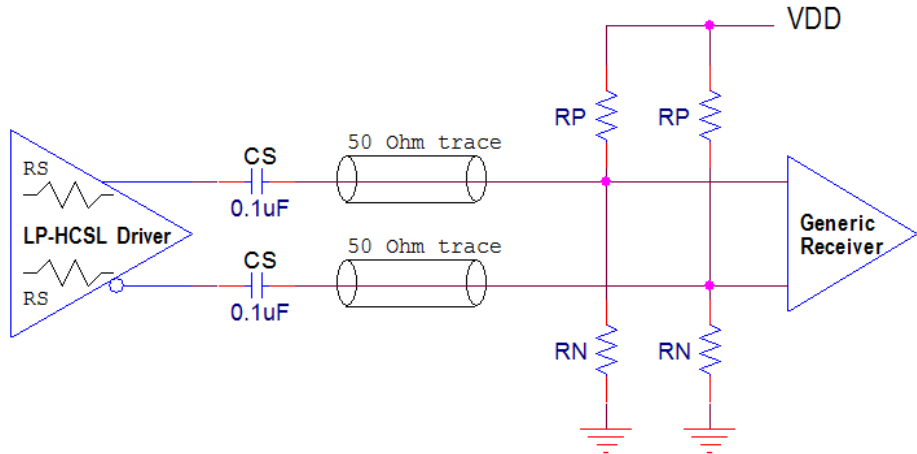 VDD
RP
RP
50 Ohm trace
CS
RS
0.1uF
LP-HCSL Driver
Generic
Receiver
50 Ohm trace
CS
RS
0.1uF
RN
RN